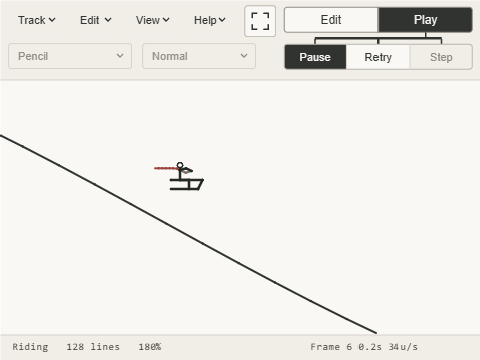 Track Edit View Help Edit Play
Pencil Normal Pause Retry Step
Riding 128 lines 180% Frame 6 0.2s 34u/s